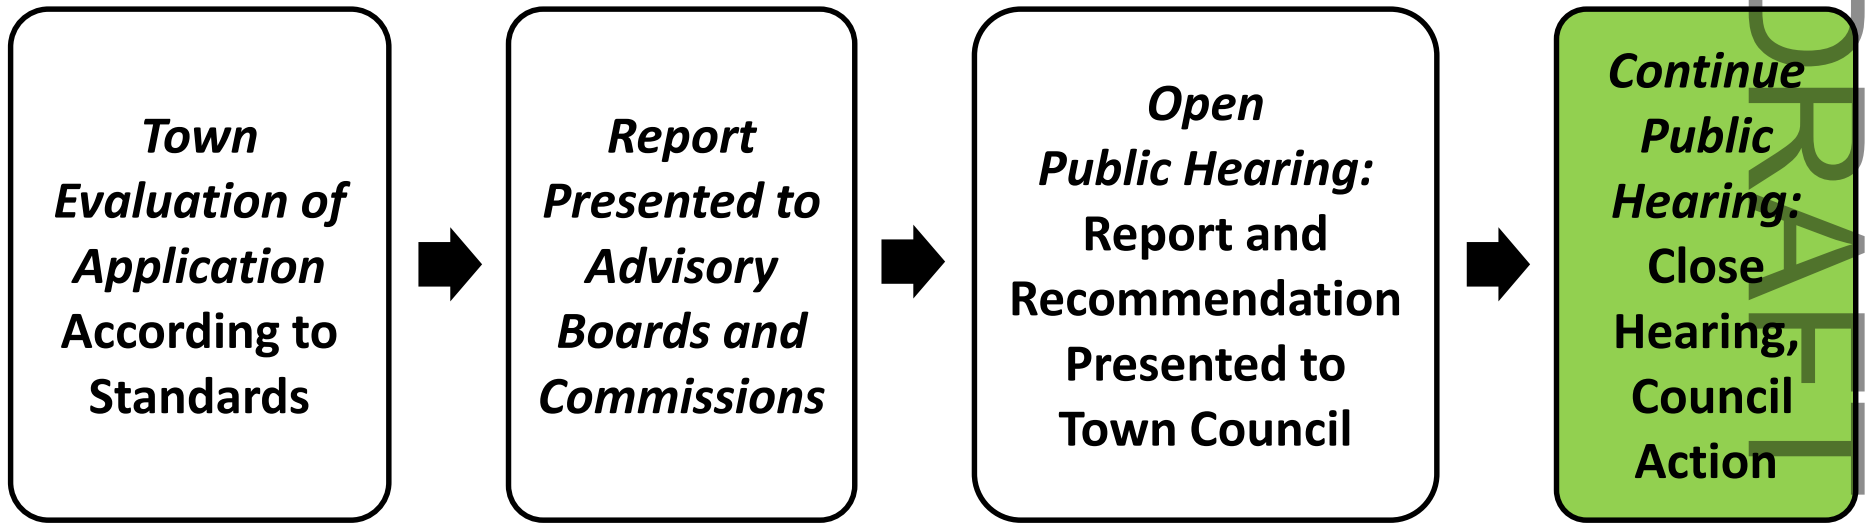 Town
Evaluation of
Application
According to
Standards
Report
Presented to
Advisory
Boards and
Commissions
Open
Public Hearing:
Report and
Recommendation
Presented to
Town Council
Continue
Public
Hearing:
Close
Hearing,
Council
Action
DRAFT